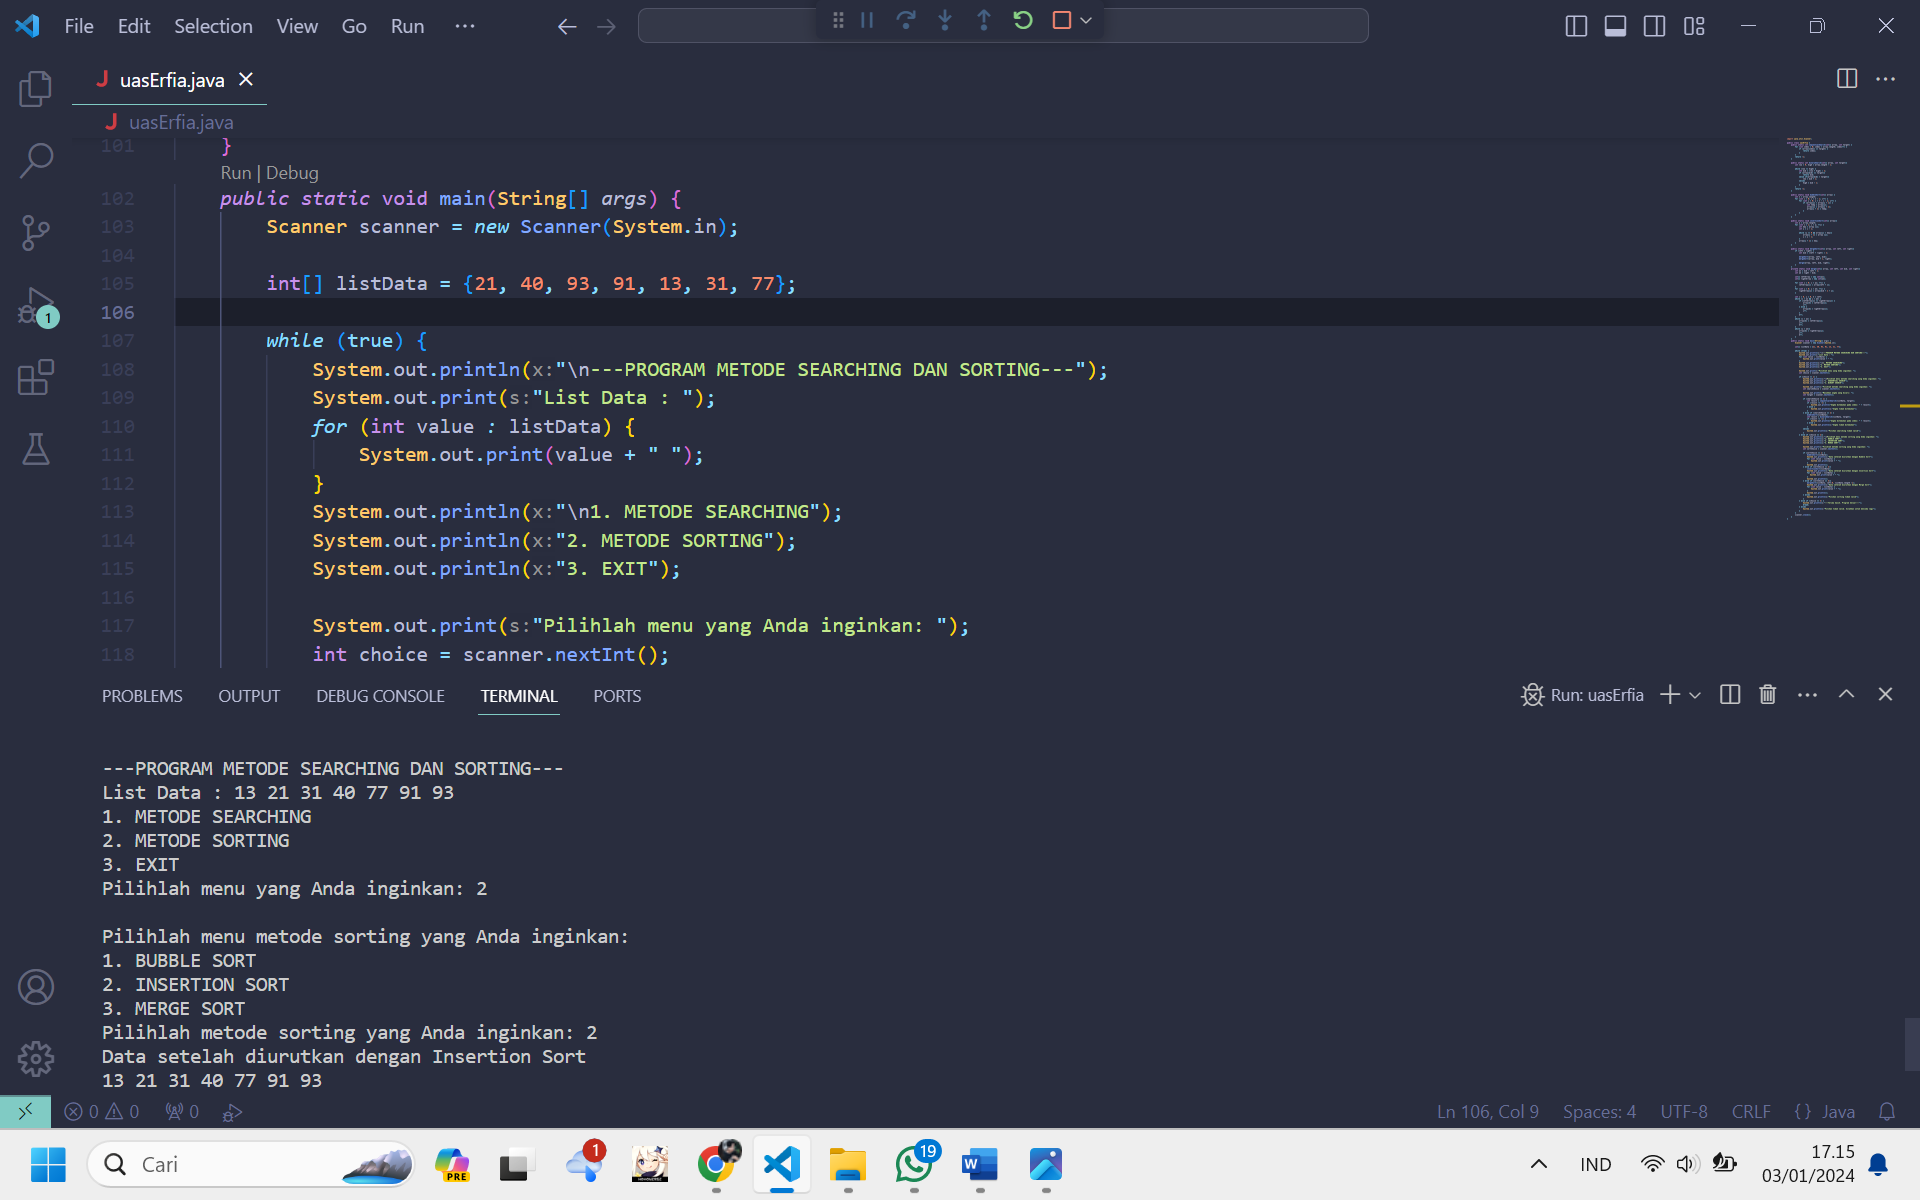 File Edit Selection View Go Run ···
J uasErfia.java
J uasErfia.java
101 }
Run | Debug
102 public static void main(String[] args) {
103 Scanner scanner = new Scanner(System.in);
104
105 int[] listData = {21, 40, 93, 91, 13, 31, 77};
106
107 while (true) {
108 System.out.println(x:"\n---PROGRAM METODE SEARCHING DAN SORTING---");
109 System.out.print(s:"List Data : ");
110 for (int value : listData) {
111 System.out.print(value + " ");
112 }
113 System.out.println(x:"\n1. METODE SEARCHING");
114 System.out.println(x:"2. METODE SORTING");
115 System.out.println(x:"3. EXIT");
116
117 System.out.print(s:"Pilihlah menu yang Anda inginkan: ");
118 int choice = scanner.nextInt();
1
PROBLEMS OUTPUT DEBUG CONSOLE TERMINAL PORTS
Run: uasErfia
---PROGRAM METODE SEARCHING DAN SORTING---
List Data : 13 21 31 40 77 91 93
1. METODE SEARCHING
2. METODE SORTING
3. EXIT
Pilihlah menu yang Anda inginkan: 2
Pilihlah menu metode sorting yang Anda inginkan:
1. BUBBLE SORT
2. INSERTION SORT
3. MERGE SORT
Pilihlah metode sorting yang Anda inginkan: 2
Data setelah diurutkan dengan Insertion Sort
13 21 31 40 77 91 93
0 0 0
Ln 106, Col 9 Spaces: 4 UTF-8 CRLF {} Java
Cari
PRE
1
19
W
IND
17.15
03/01/2024